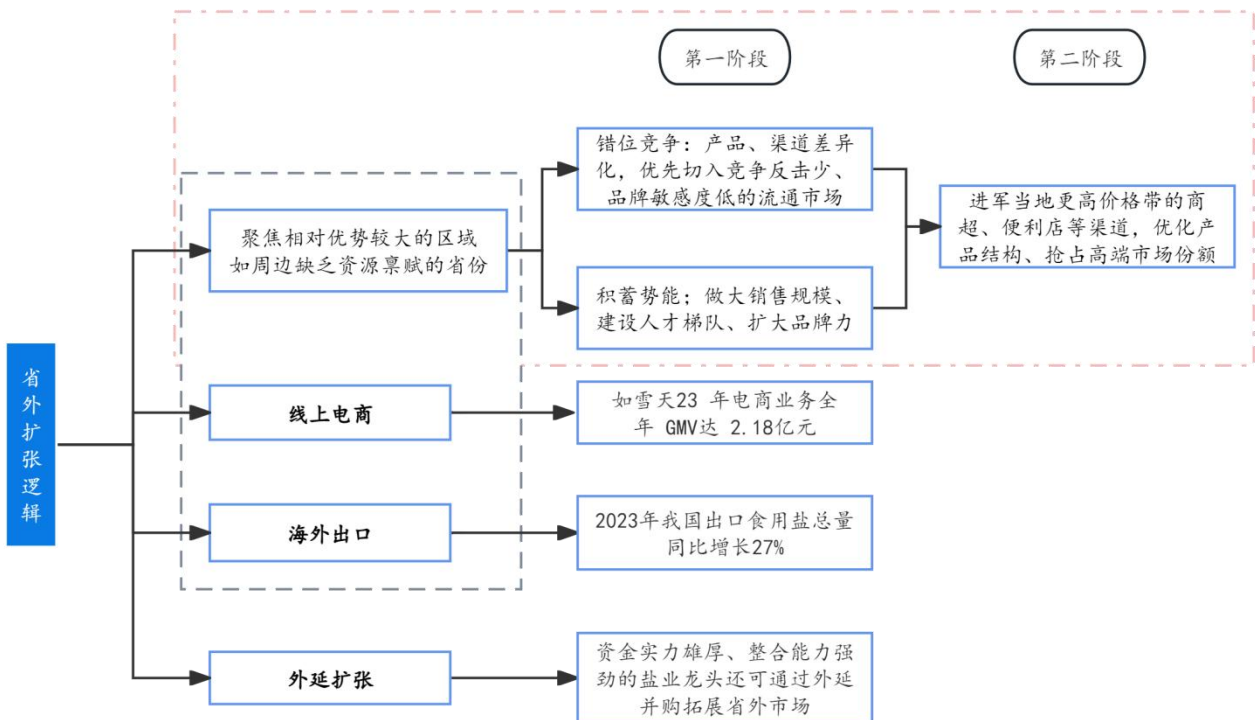 第一阶段
第二阶段
错位竞争：产品、渠道差异
化，优先切入竞争反击少、
品牌敏感度低的流通市场
进军当地更高价格带的商
超、便利店等渠道，优化产
品结构、抢占高端市场份额
聚焦相对优势较大的区域
如周边缺乏资源禀赋的省份
积蓄势能；做大销售规模、
建设人才梯队、扩大品牌力
省外扩张逻辑
线上电商
如雪天23 年电商业务全
年 GMV达 2.18亿元
海外出口
2023年我国出口食用盐总量
同比增长27%
外延扩张
资金实力雄厚、整合能力强
劲的盐业龙头还可通过外延
并购拓展省外市场